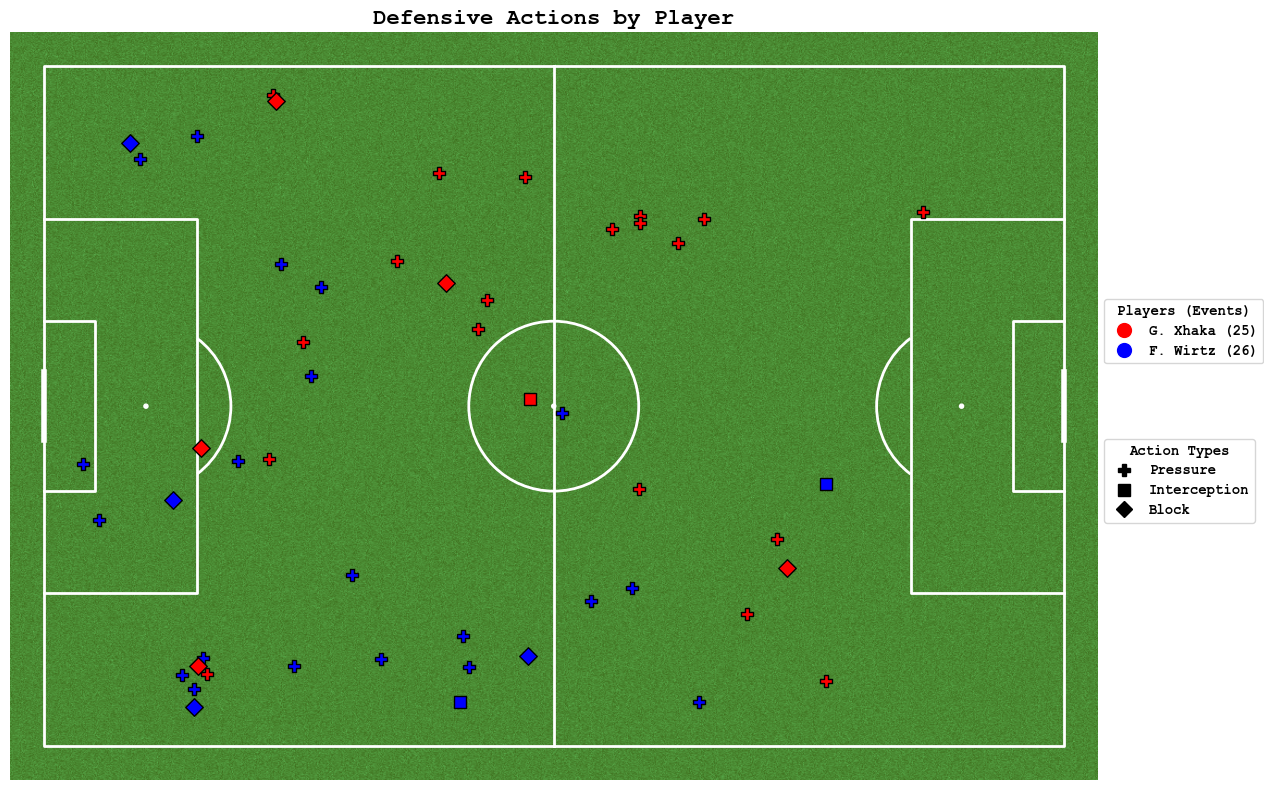 Defensive Actions by Player
Players (Events)
G. Xhaka (25)
F. Wirtz (26)
Action Types
Pressure
Interception
Block